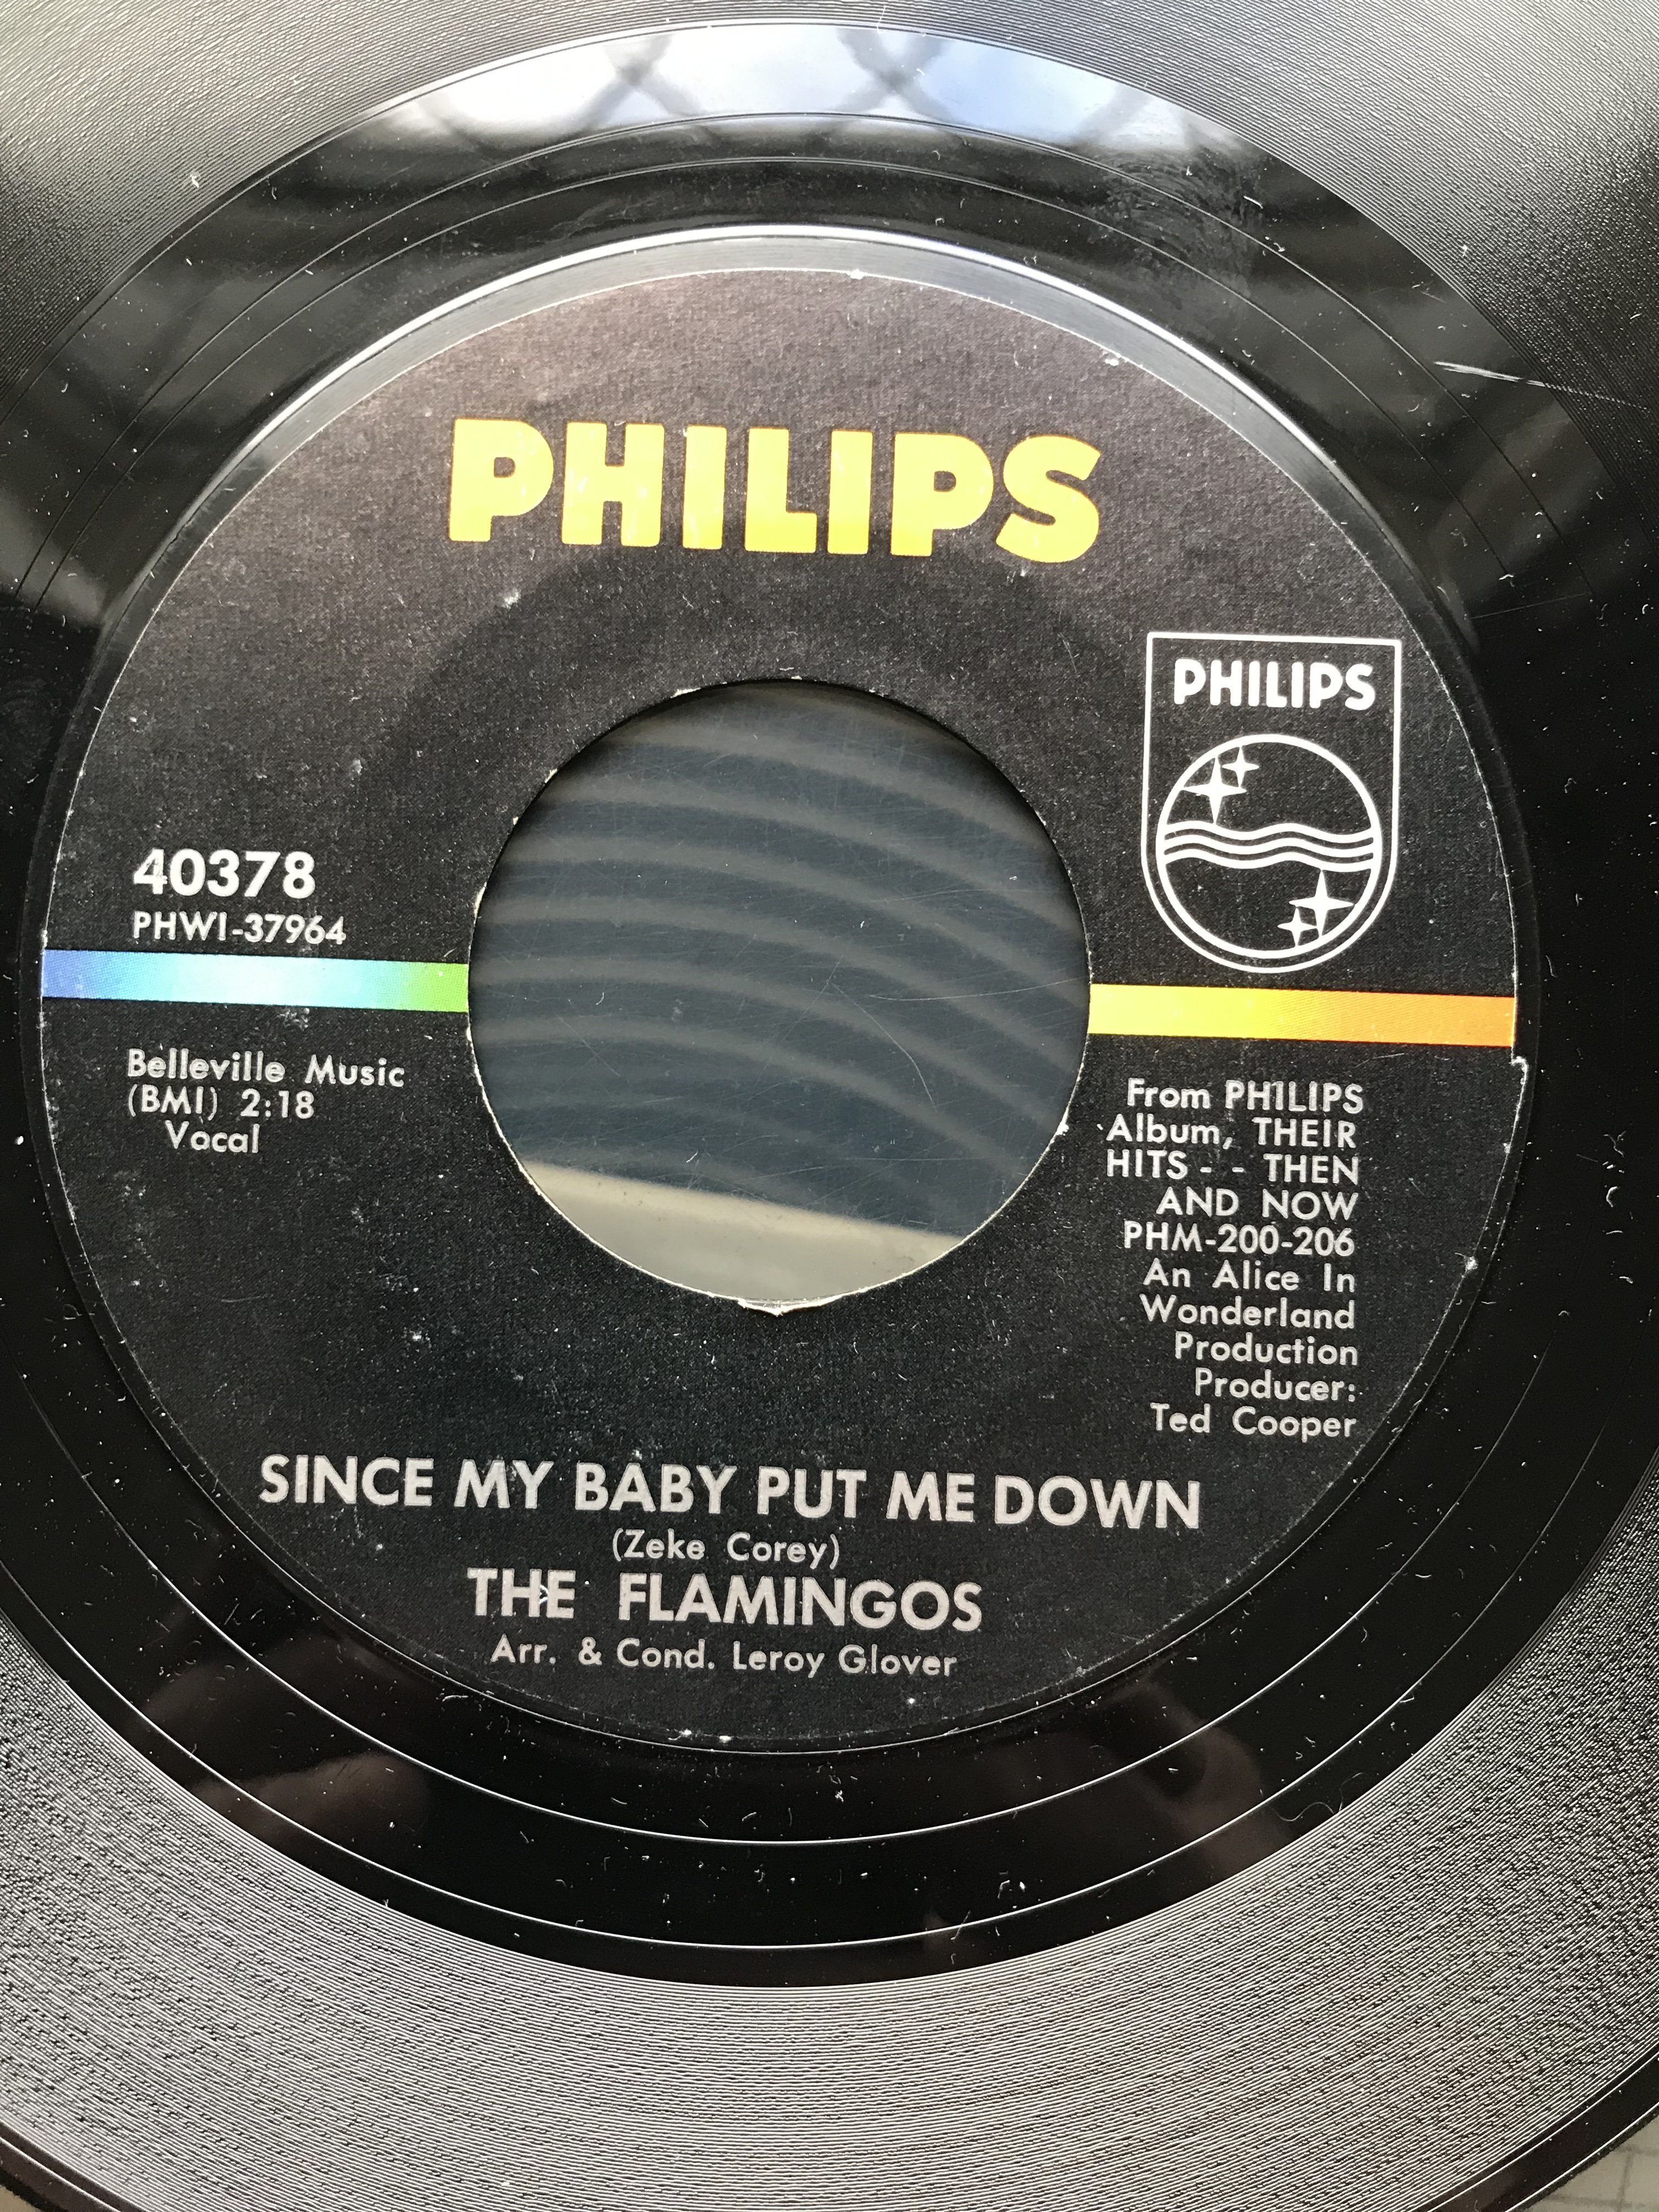 PHILIPS
PHILIPS
40378
PHW1-37964
Belleville Music
(BMI) 2:18
Vocal
From PHILIPS
Album, THEIR
HITS - - THEN
AND NOW
PHM-200-206
An Alice In
Wonderland
Production
Producer:
Ted Cooper
SINCE MY BABY PUT ME DOWN
(Zeke Corey)
THE FLAMINGOS
Arr. & Cond. Leroy Glover